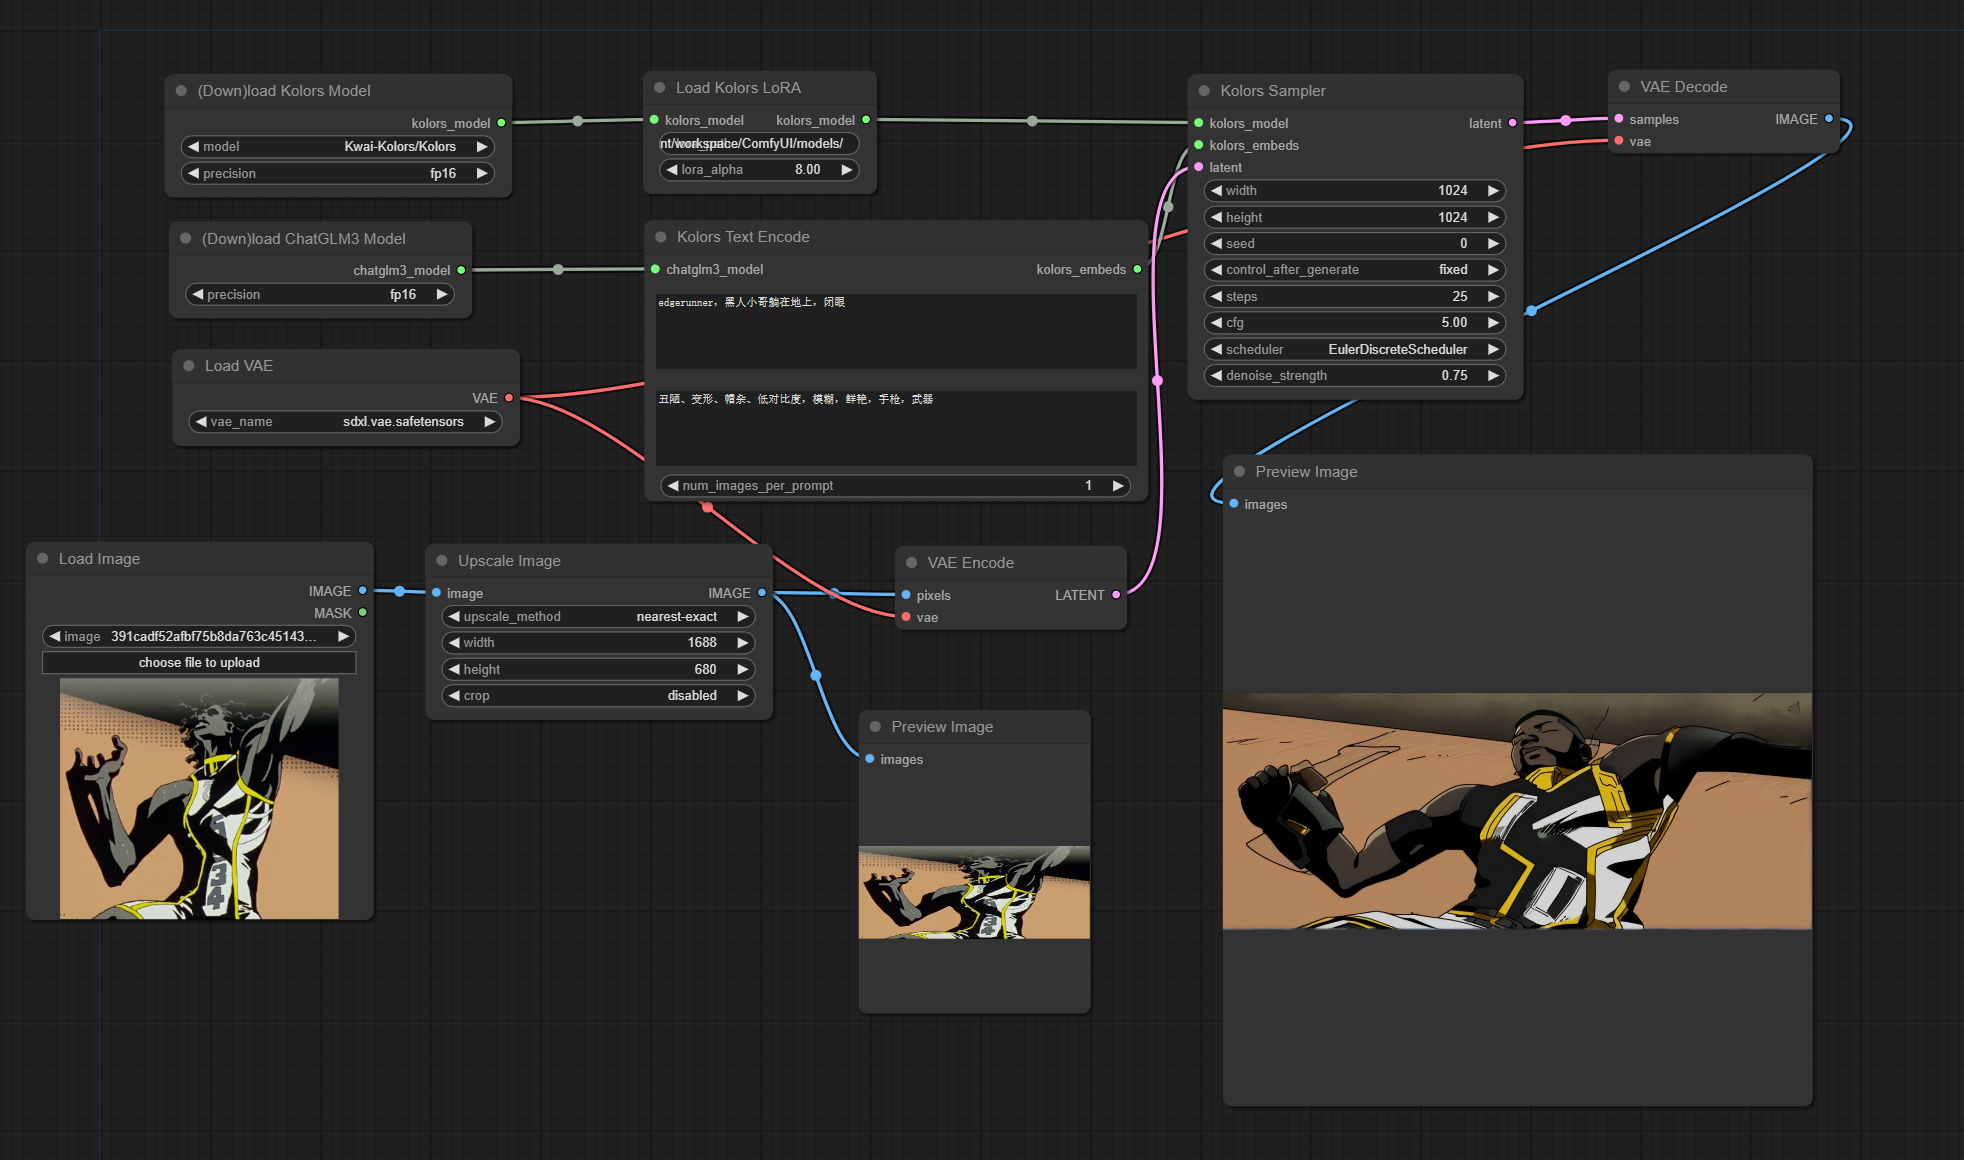 (Down)load Kolors Model
kolors_model
model Kwai-Kolors/Kolors
precision fp16
Load Kolors LoRA
kolors_model kolors_model
nt/workspace/ComfyUI/models/
lora_alpha 8.00
Kolors Sampler
kolors_model latent
kolors_embeds
latent
width 1024
height 1024
seed 0
control_after_generate fixed
steps 25
cfg 5.00
scheduler EulerDiscreteScheduler
denoise_strength 0.75
VAE Decode
samples IMAGE
vae
(Down)load ChatGLM3 Model
chatglm3_model
precision fp16
Kolors Text Encode
chatglm3_model kolors_embeds
edgerunner，黑人小哥躺在地上，闭眼
丑陋、变形、嘈杂、低对比度，模糊，鲜艳，手枪，武器
num_images_per_prompt 1
Load VAE
VAE
vae_name sdxl.vae.safetensors
Load Image
IMAGE
MASK
image 391cadf52afbf75b8da763c45143...
choose file to upload
34
Upscale Image
image IMAGE
upscale_method nearest-exact
width 1688
height 680
crop disabled
VAE Encode
pixels LATENT
vae
Preview Image
images
34
Preview Image
images